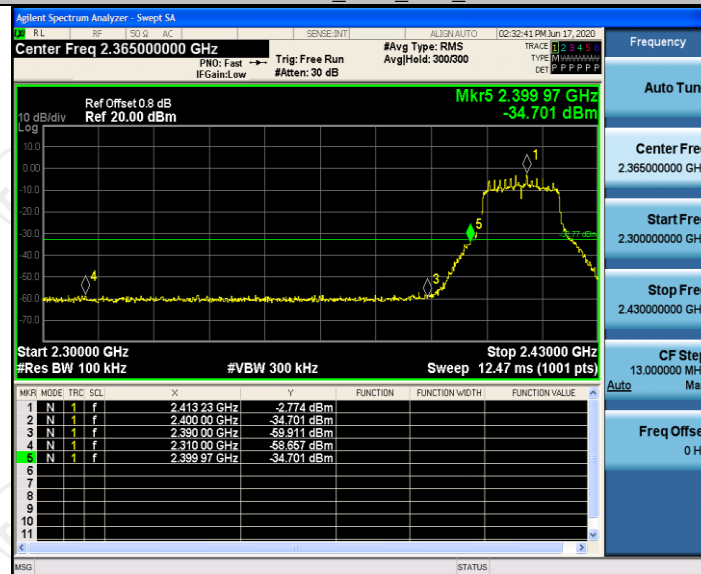 Agilent Spectrum Analyzer - Swept SA
RL RF 50 Ω AC SENSE:INT ALIGN AUTO 02:32:41 PM Jun 17, 2020
Center Freq 2.365000000 GHz
PNO: Fast
IFGain:Low
Trig: Free Run
#Atten: 30 dB
#Avg Type: RMS
Avg|Hold: 300/300
TRACE 1 2 3 4 5 6
TYPE M
DET P P P P P P
Ref Offset 0.8 dB
Ref 20.00 dBm
10 dB/div
Log
Mkr5 2.399 97 GHz
-34.701 dBm
10.0
0.00
-10.0
-20.0
-30.0
-40.0
-50.0
-60.0
-70.0
1
5
4
3
Start 2.30000 GHz
Stop 2.43000 GHz
#Res BW 100 kHz #VBW 300 kHz Sweep 12.47 ms (1001 pts)
MKR MODE TRC SCL X Y FUNCTION FUNCTION WIDTH FUNCTION VALUE
1 N 1 f 2.413 23 GHz -2.774 dBm
2 N 1 f 2.400 00 GHz -34.701 dBm
3 N 1 f 2.390 00 GHz -59.911 dBm
4 N 1 f 2.310 00 GHz -58.657 dBm
5 N 1 f 2.399 97 GHz -34.701 dBm
6
7
8
9
10
11
MSG STATUS
Frequency
Auto Tun
Center Fre
2.365000000 GH
Start Fre
2.300000000 GH
Stop Fre
2.430000000 GH
CF Step
13.000000 MH
Auto Ma
Freq Offse
0 H